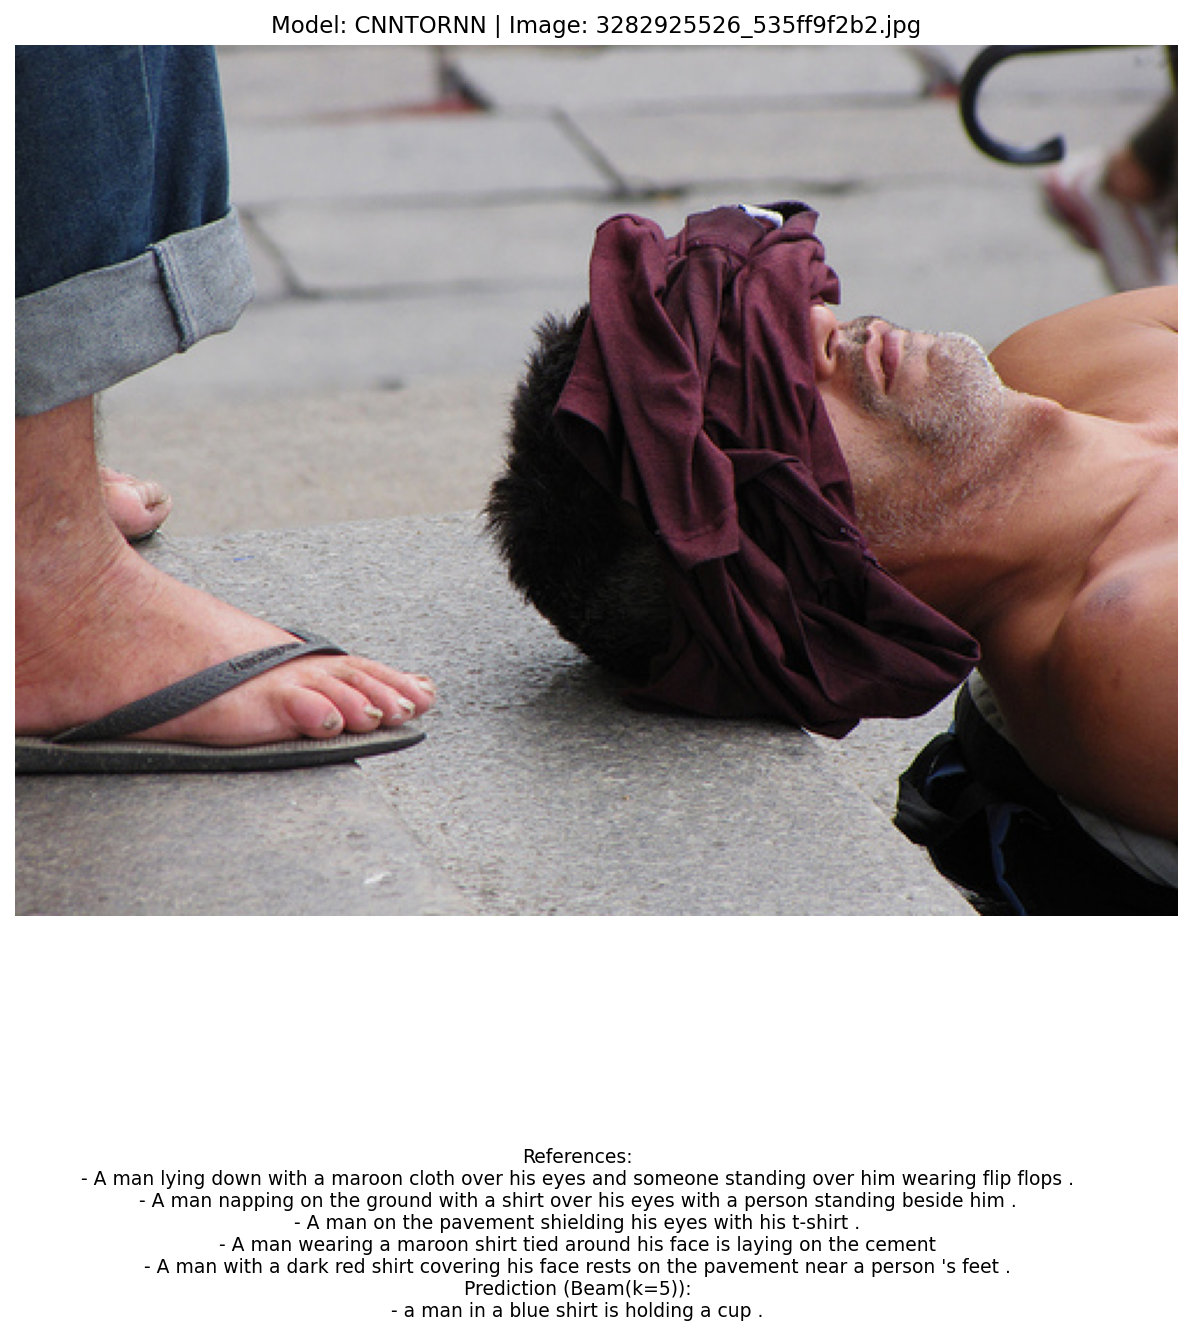 Model: CNNTORNN | Image: 3282925526_535ff9f2b2.jpg
References:
- A man lying down with a maroon cloth over his eyes and someone standing over him wearing flip flops .
- A man napping on the ground with a shirt over his eyes with a person standing beside him .
- A man on the pavement shielding his eyes with his t-shirt .
- A man wearing a maroon shirt tied around his face is laying on the cement
- A man with a dark red shirt covering his face rests on the pavement near a person 's feet .
Prediction (Beam(k=5)):
- a man in a blue shirt is holding a cup .